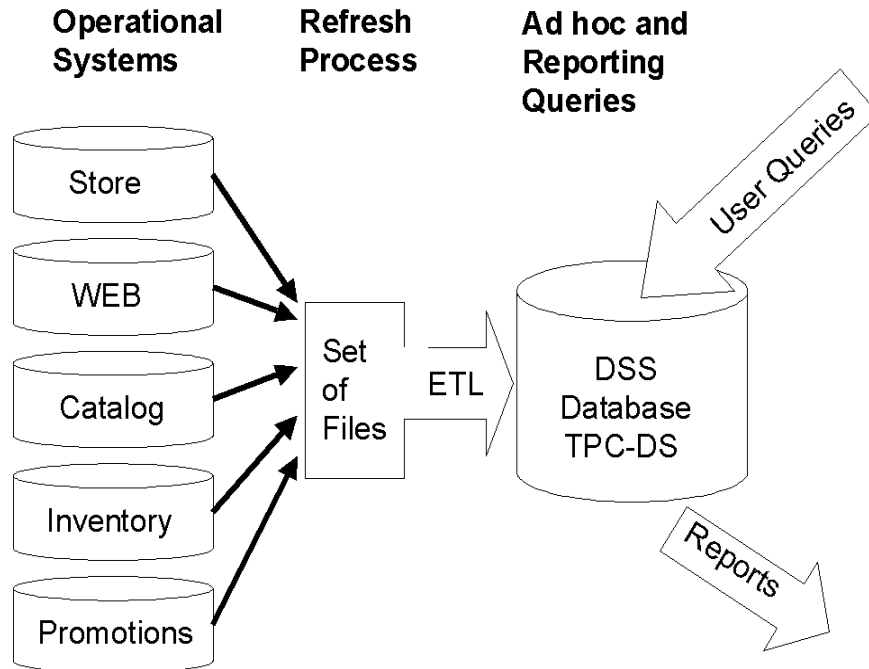 Operational
Systems
Refresh
Process
Ad hoc and
Reporting
Queries
Store
WEB
Catalog
Inventory
Promotions
Set
of
Files
ETL
DSS
Database
TPC-DS
User Queries
Reports